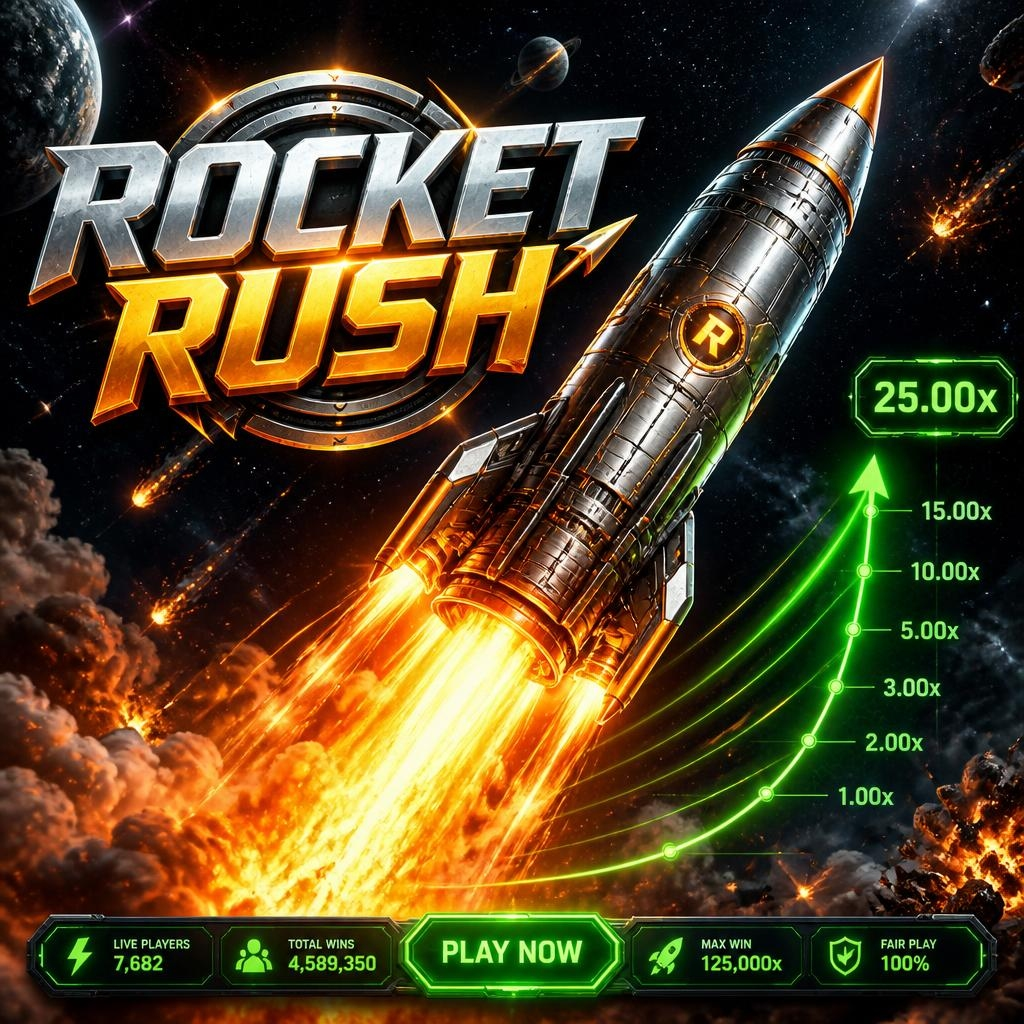 ROCKET
RUSH
R
25.00x
15.00x
10.00x
5.00x
3.00x
2.00x
1.00x
LIVE PLAYERS
7,682
TOTAL WINS
4,589,350
PLAY NOW
MAX WIN
125,000x
FAIR PLAY
100%